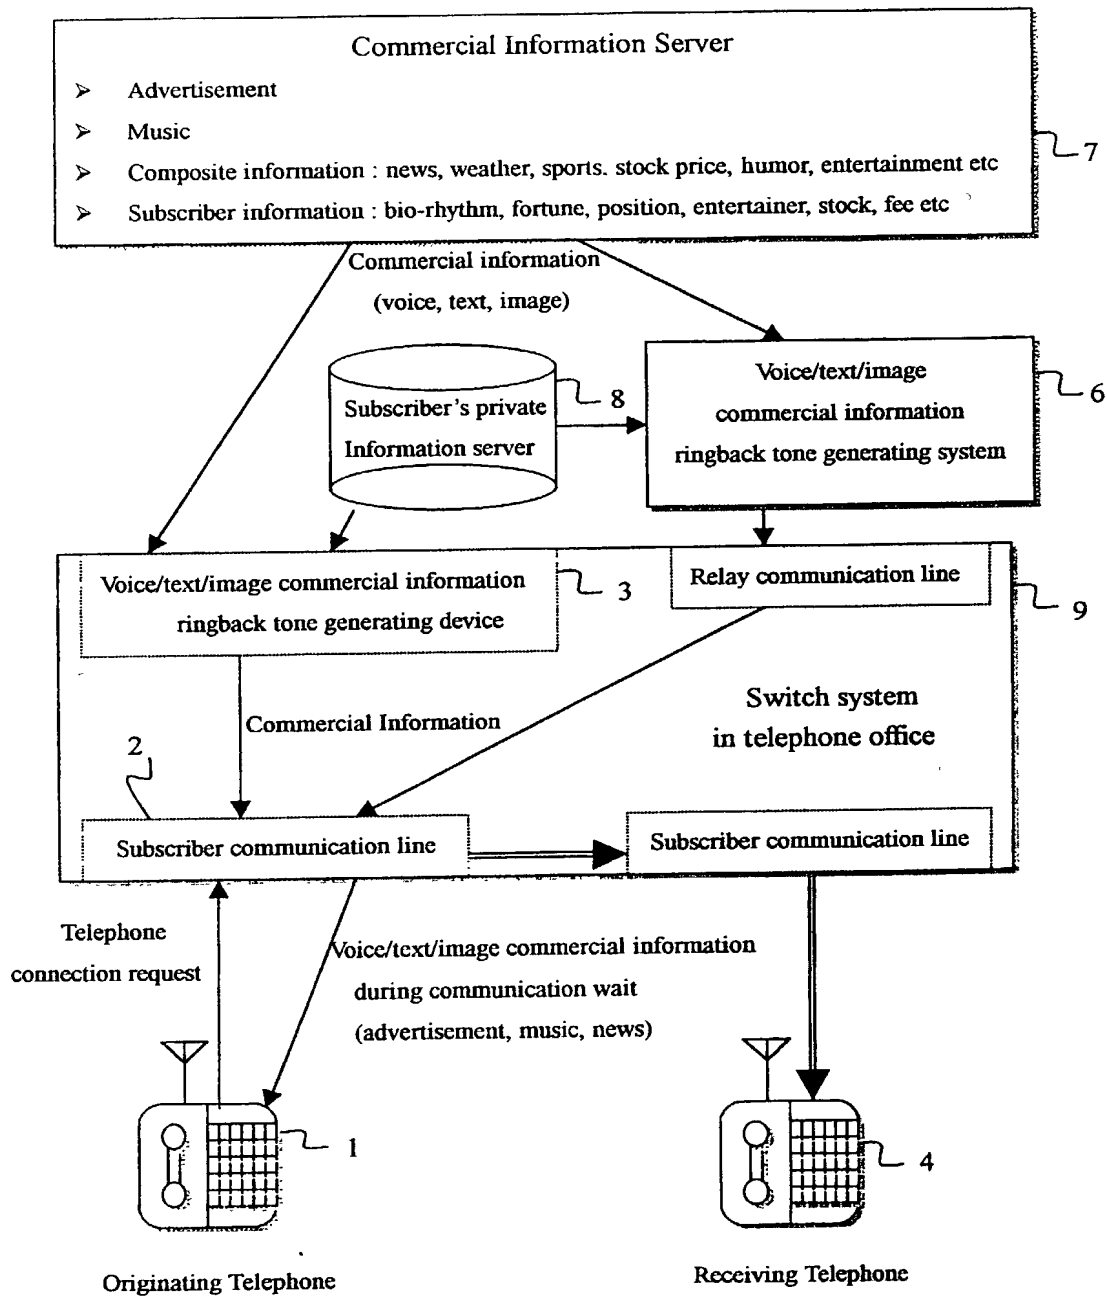 Commercial Information Server
➢ Advertisement
➢ Music
➢ Composite information : news, weather, sports. stock price, humor, entertainment etc
➢ Subscriber information : bio-rhythm, fortune, position, entertainer, stock, fee etc
7
Commercial information
(voice, text, image)
Voice/text/image
commercial information
ringback tone generating system
6
8
Subscriber's private
Information server
Voice/text/image commercial information
ringback tone generating device
3
Relay communication line
9
Switch system
in telephone office
Commercial Information
2
Subscriber communication line
Subscriber communication line
Telephone
connection request
Voice/text/image commercial information
during communication wait
(advertisement, music, news)
1
4
Originating Telephone
Receiving Telephone